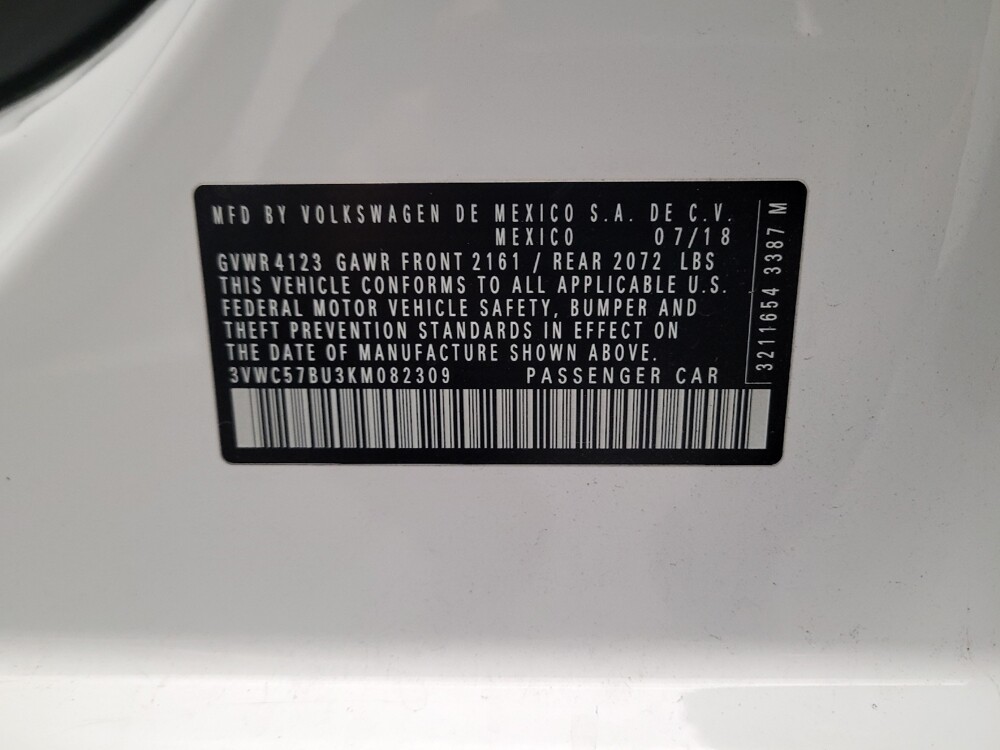 MFD BY VOLKSWAGEN DE MEXICO S.A. DE C.V.
MEXICO 07/18
GVWR 4123 GAWR FRONT 2161 / REAR 2072 LBS
THIS VEHICLE CONFORMS TO ALL APPLICABLE U.S.
FEDERAL MOTOR VEHICLE SAFETY, BUMPER AND
THEFT PREVENTION STANDARDS IN EFFECT ON
THE DATE OF MANUFACTURE SHOWN ABOVE.
3VWC57BU3KM082309 PASSENGER CAR
3211654 3387 M